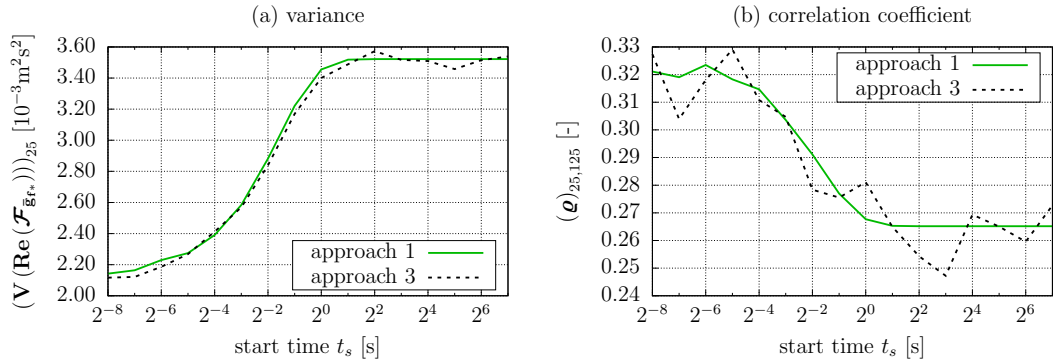 (a) variance
(V (Re (𝓕_ḡf*)))_25 [10^−3 m^2s^2]
3.60
3.40
3.20
3.00
2.80
2.60
2.40
2.20
2.00
approach 1
approach 3
2^−8 2^−6 2^−4 2^−2 2^0 2^2 2^4 2^6
start time t_s [s]
(b) correlation coefficient
(ϱ)_25,125 [-]
0.33
0.32
0.31
0.30
0.29
0.28
0.27
0.26
0.25
0.24
approach 1
approach 3
2^−8 2^−6 2^−4 2^−2 2^0 2^2 2^4 2^6
start time t_s [s]